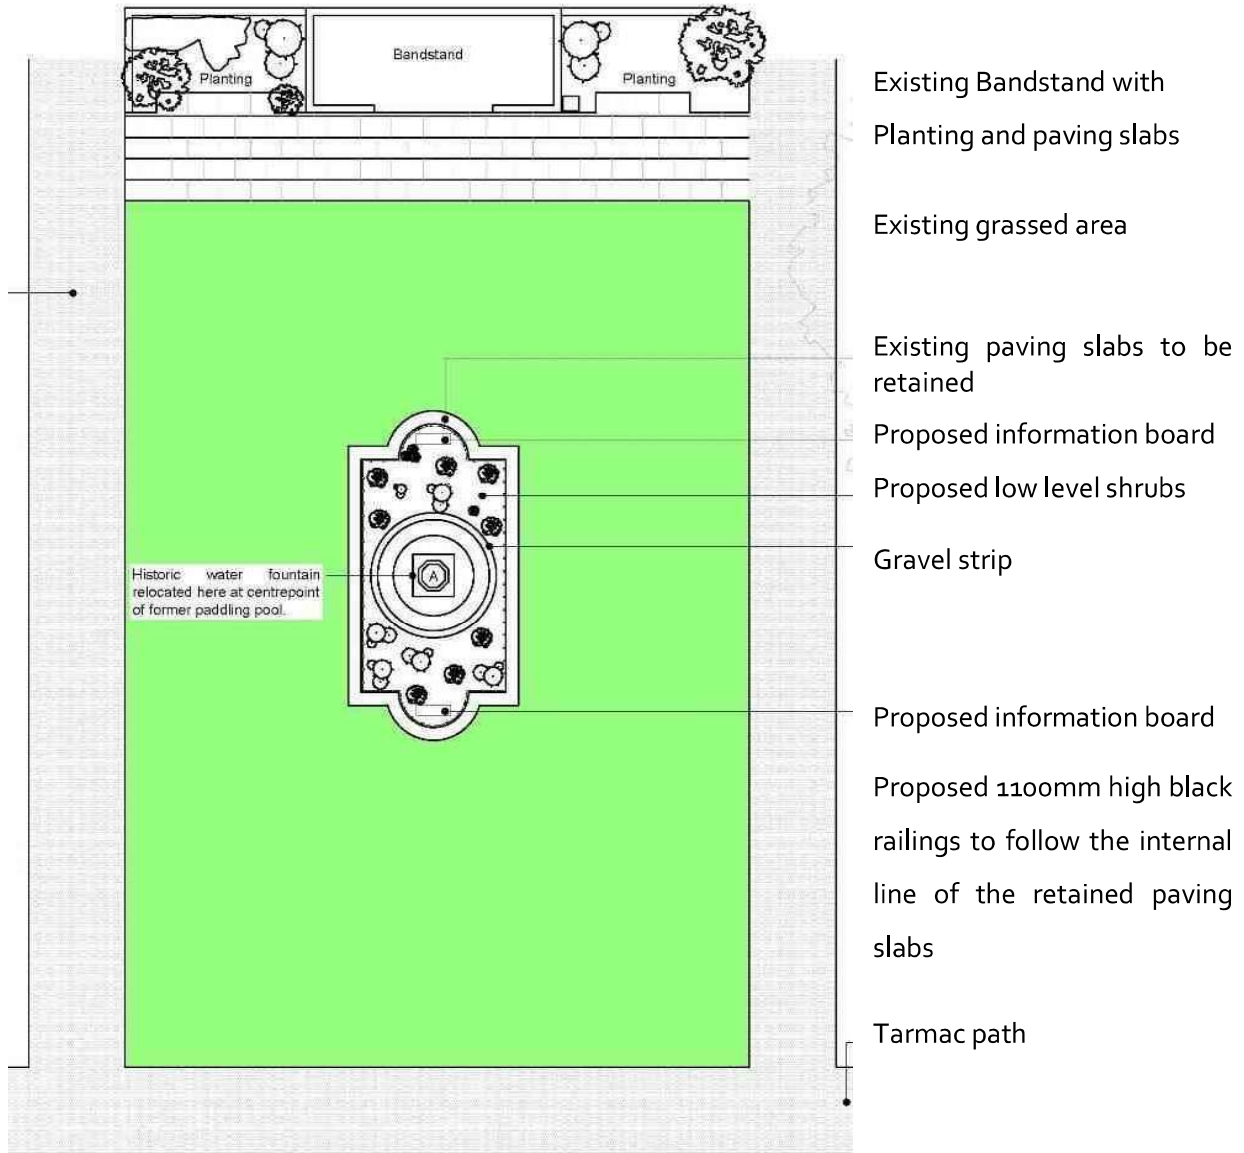 Bandstand
Planting
Planting
Existing Bandstand with
Planting and paving slabs
Existing grassed area
Existing paving slabs to be
retained
Proposed information board
Proposed low level shrubs
Gravel strip
Historic water fountain
relocated here at centrepoint
of former paddling pool.
A
Proposed information board
Proposed 1100mm high black
railings to follow the internal
line of the retained paving
slabs
Tarmac path